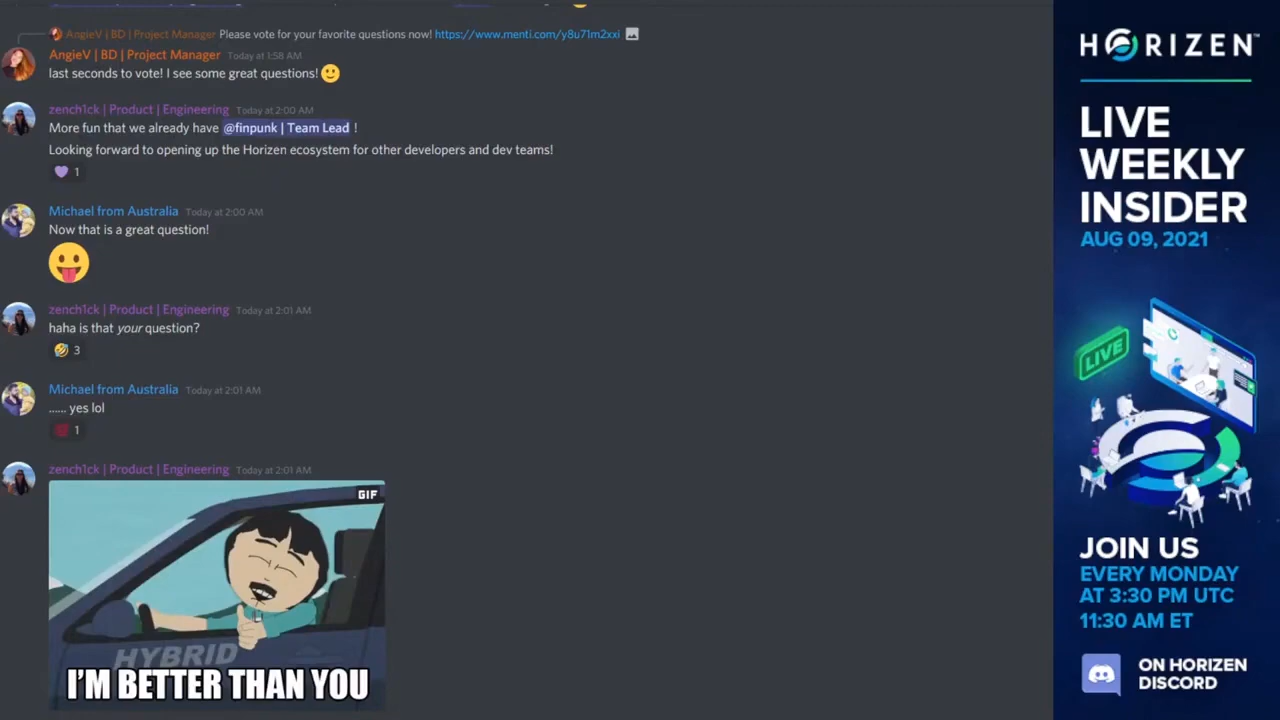 AngieV | BD | Project Manager Please vote for your favorite questions now! https://www.menti.com/y8u71m2xxi
AngieV | BD | Project Manager Today at 1:58 AM
last seconds to vote! I see some great questions!
zench1ck | Product | Engineering Today at 2:00 AM
More fun that we already have @finpunk | Team Lead !
Looking forward to opening up the Horizen ecosystem for other developers and dev teams!
1
Michael from Australia Today at 2:00 AM
Now that is a great question!
zench1ck | Product | Engineering Today at 2:01 AM
haha is that your question?
3
Michael from Australia Today at 2:01 AM
...... yes lol
1
zench1ck | Product | Engineering Today at 2:01 AM
GIF
HYBRID
I'M BETTER THAN YOU
HORIZEN™
LIVE
WEEKLY
INSIDER
AUG 09, 2021
LIVE
JOIN US
EVERY MONDAY
AT 3:30 PM UTC
11:30 AM ET
ON HORIZEN
DISCORD